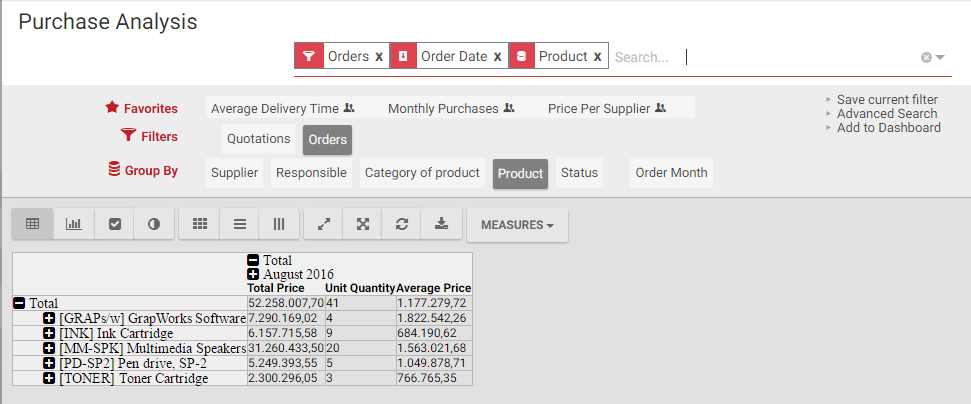 Purchase Analysis
Orders x Order Date x Product x Search...
Favorites Average Delivery Time Monthly Purchases Price Per Supplier Save current filter
Advanced Search
Filters Quotations Orders Add to Dashboard
Group By Supplier Responsible Category of product Product Status Order Month
MEASURES
Total
August 2016
Total Price Unit Quantity Average Price
Total 52.258.007,70 41 1.177.279,72
[GRAPs/w] GrapWorks Software 7.290.169,02 4 1.822.542,26
[INK] Ink Cartridge 6.157.715,58 9 684.190,62
[MM-SPK] Multimedia Speakers 31.260.433,50 20 1.563.021,68
[PD-SP2] Pen drive, SP-2 5.249.393,55 5 1.049.878,71
[TONER] Toner Cartridge 2.300.296,05 3 766.765,35